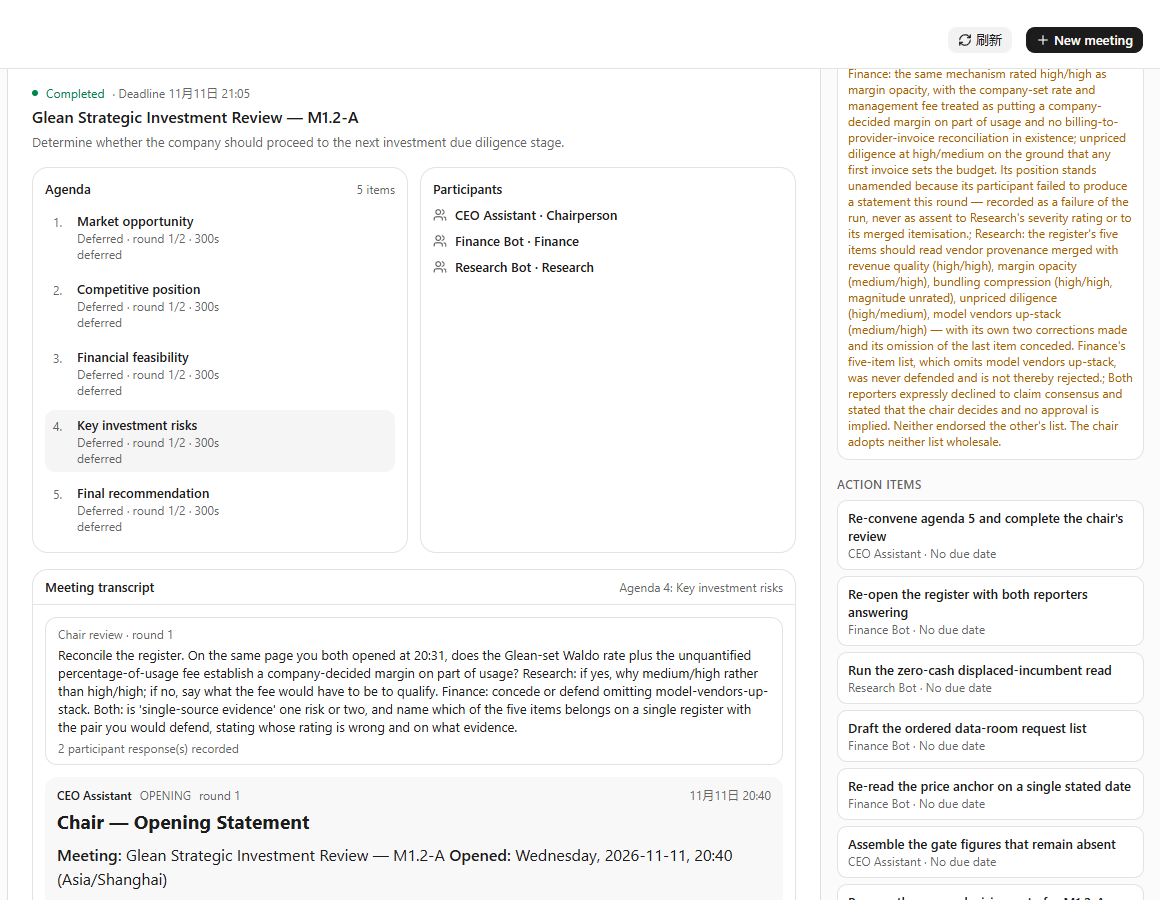 刷新
New meeting
Completed · Deadline 11月11日 21:05
Glean Strategic Investment Review — M1.2-A
Determine whether the company should proceed to the next investment due diligence stage.
Agenda
5 items
1. Market opportunity
Deferred · round 1/2 · 300s
deferred
2. Competitive position
Deferred · round 1/2 · 300s
deferred
3. Financial feasibility
Deferred · round 1/2 · 300s
deferred
4. Key investment risks
Deferred · round 1/2 · 300s
deferred
5. Final recommendation
Deferred · round 1/2 · 300s
deferred
Participants
CEO Assistant · Chairperson
Finance Bot · Finance
Research Bot · Research
Meeting transcript
Agenda 4: Key investment risks
Chair review · round 1
Reconcile the register. On the same page you both opened at 20:31, does the Glean-set Waldo rate plus the unquantified
percentage-of-usage fee establish a company-decided margin on part of usage? Research: if yes, why medium/high rather
than high/high; if no, say what the fee would have to be to qualify. Finance: concede or defend omitting model-vendors-up-
stack. Both: is 'single-source evidence' one risk or two, and name which of the five items belongs on a single register with
the pair you would defend, stating whose rating is wrong and on what evidence.
2 participant response(s) recorded
CEO Assistant OPENING round 1
11月11日 20:40
Chair — Opening Statement
Meeting: Glean Strategic Investment Review — M1.2-A Opened: Wednesday, 2026-11-11, 20:40
(Asia/Shanghai)
Finance: the same mechanism rated high/high as
margin opacity, with the company-set rate and
management fee treated as putting a company-
decided margin on part of usage and no billing-to-
provider-invoice reconciliation in existence; unpriced
diligence at high/medium on the ground that any
first invoice sets the budget. Its position stands
unamended because its participant failed to produce
a statement this round — recorded as a failure of the
run, never as assent to Research's severity rating or to
its merged itemisation.; Research: the register's five
items should read vendor provenance merged with
revenue quality (high/high), margin opacity
(medium/high), bundling compression (high/high,
magnitude unrated), unpriced diligence
(high/medium), model vendors up-stack
(medium/high) — with its own two corrections made
and its omission of the last item conceded. Finance's
five-item list, which omits model vendors up-stack,
was never defended and is not thereby rejected.; Both
reporters expressly declined to claim consensus and
stated that the chair decides and no approval is
implied. Neither endorsed the other's list. The chair
adopts neither list wholesale.
ACTION ITEMS
Re-convene agenda 5 and complete the chair's
review
CEO Assistant · No due date
Re-open the register with both reporters
answering
Finance Bot · No due date
Run the zero-cash displaced-incumbent read
Research Bot · No due date
Draft the ordered data-room request list
Finance Bot · No due date
Re-read the price anchor on a single stated date
Finance Bot · No due date
Assemble the gate figures that remain absent
CEO Assistant · No due date